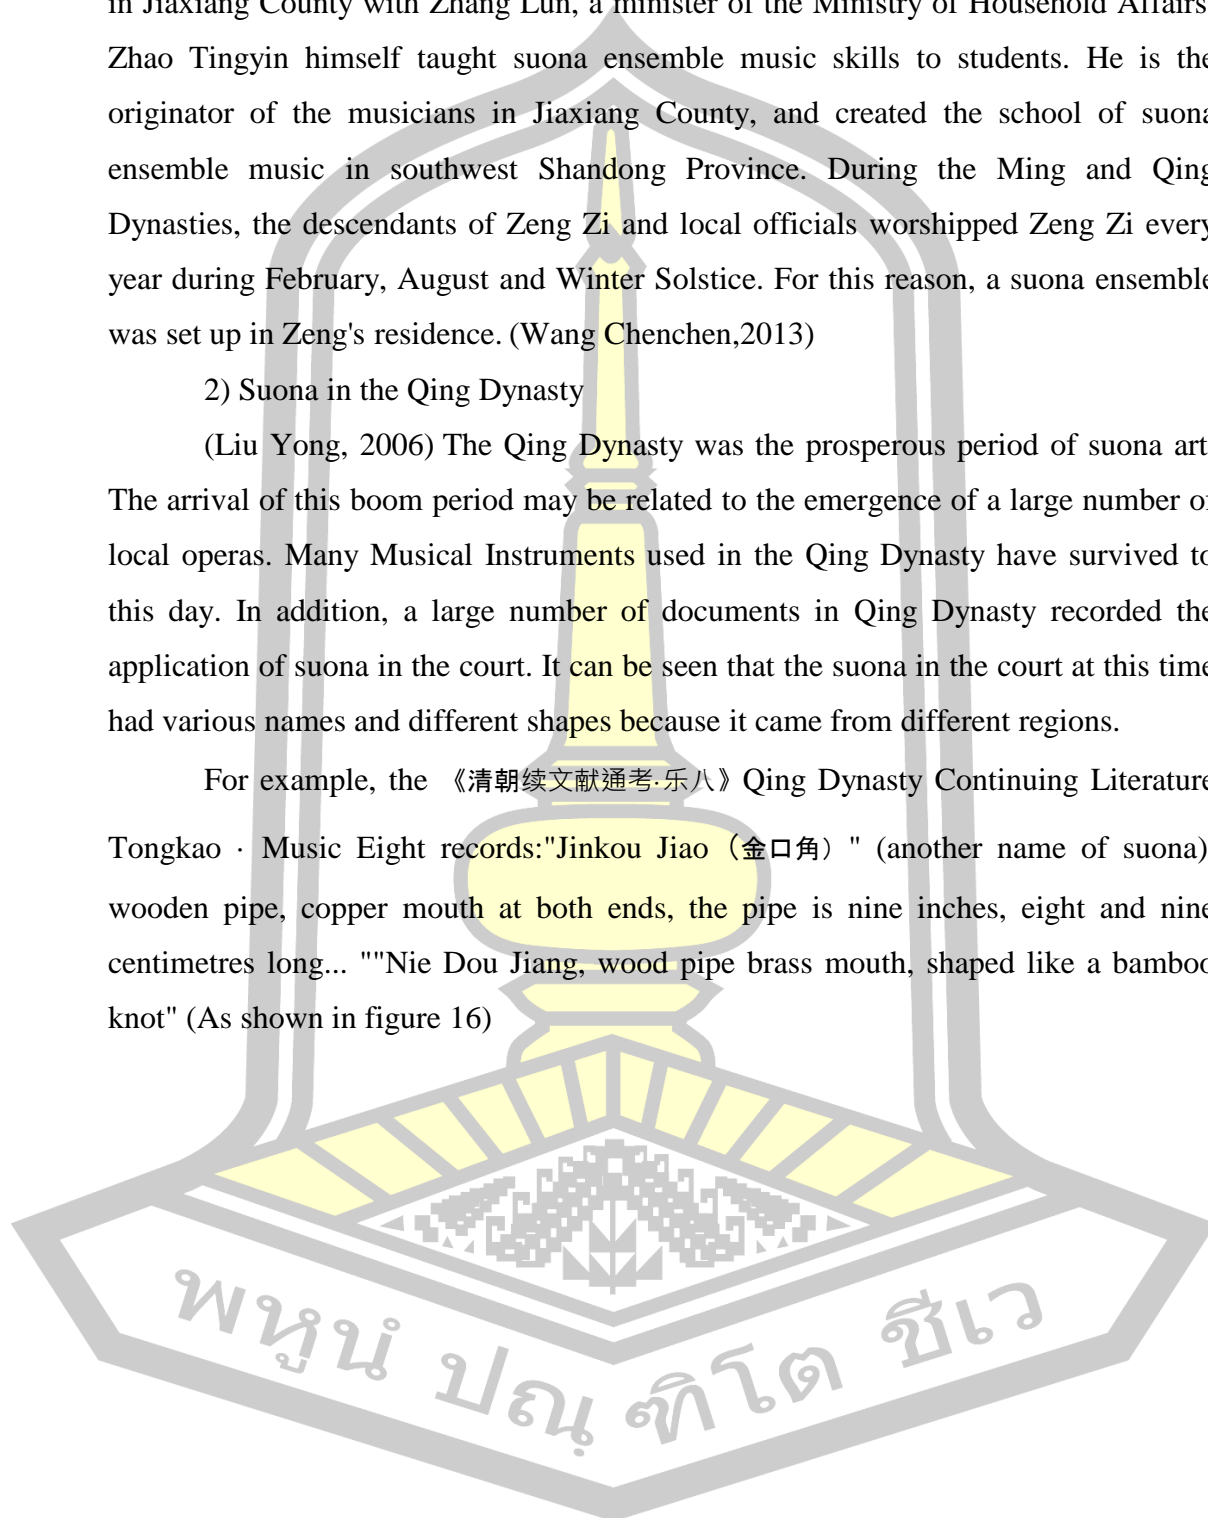 in Jiaxiang County with Zhang Lun, a minister of the Ministry of Household Affairs
Zhao Tingyin himself taught suona ensemble music skills to students. He is the
originator of the musicians in Jiaxiang County, and created the school of suona
ensemble music in southwest Shandong Province. During the Ming and Qing
Dynasties, the descendants of Zeng Zi and local officials worshipped Zeng Zi every
year during February, August and Winter Solstice. For this reason, a suona ensemble
was set up in Zeng's residence. (Wang Chenchen,2013)
2) Suona in the Qing Dynasty
(Liu Yong, 2006) The Qing Dynasty was the prosperous period of suona art
The arrival of this boom period may be related to the emergence of a large number of
local operas. Many Musical Instruments used in the Qing Dynasty have survived to
this day. In addition, a large number of documents in Qing Dynasty recorded the
application of suona in the court. It can be seen that the suona in the court at this time
had various names and different shapes because it came from different regions.
For example, the 《清朝续文献通考·乐八》Qing Dynasty Continuing Literature
Tongkao · Music Eight records:"Jinkou Jiao（金口角）" (another name of suona)
wooden pipe, copper mouth at both ends, the pipe is nine inches, eight and nine
centimetres long... ""Nie Dou Jiang, wood pipe brass mouth, shaped like a bamboo
knot" (As shown in figure 16)
พหูนํ ปณฺฑิโต ชีเว